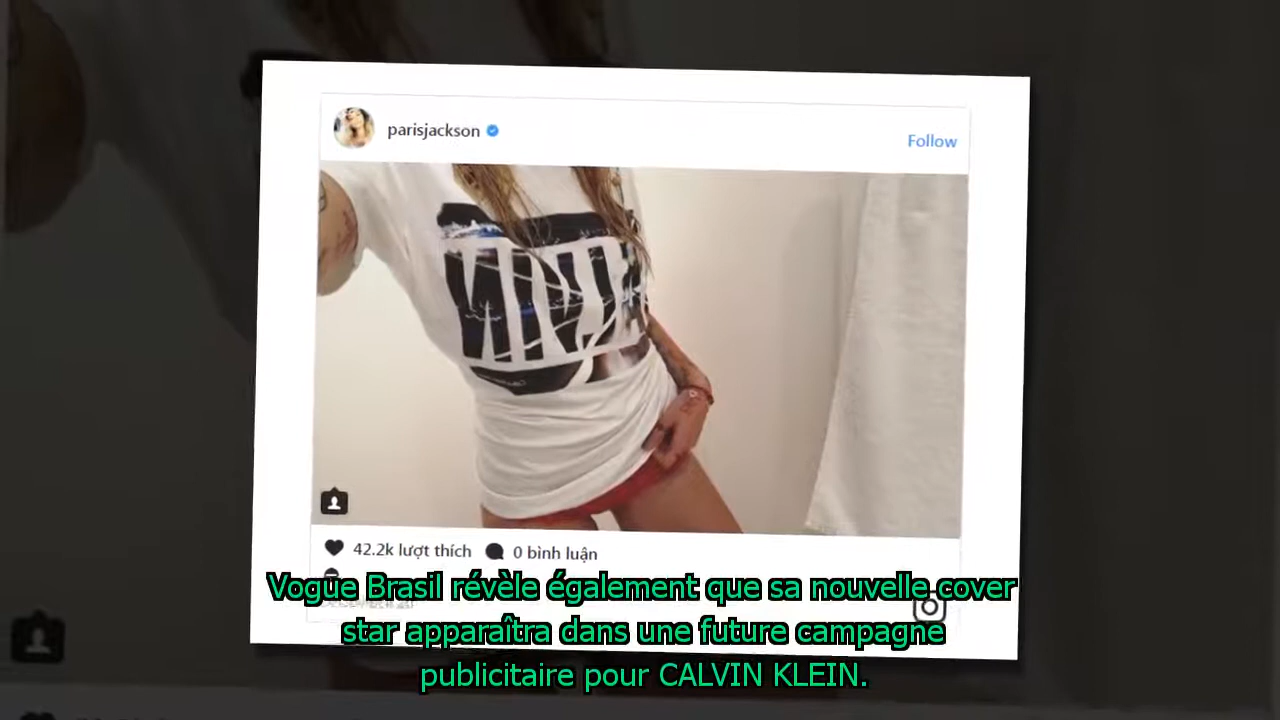 parisjackson
Follow
42.2k lượt thích 0 bình luận
Vogue Brasil révèle également que sa nouvelle cover
star apparaîtra dans une future campagne
publicitaire pour CALVIN KLEIN.